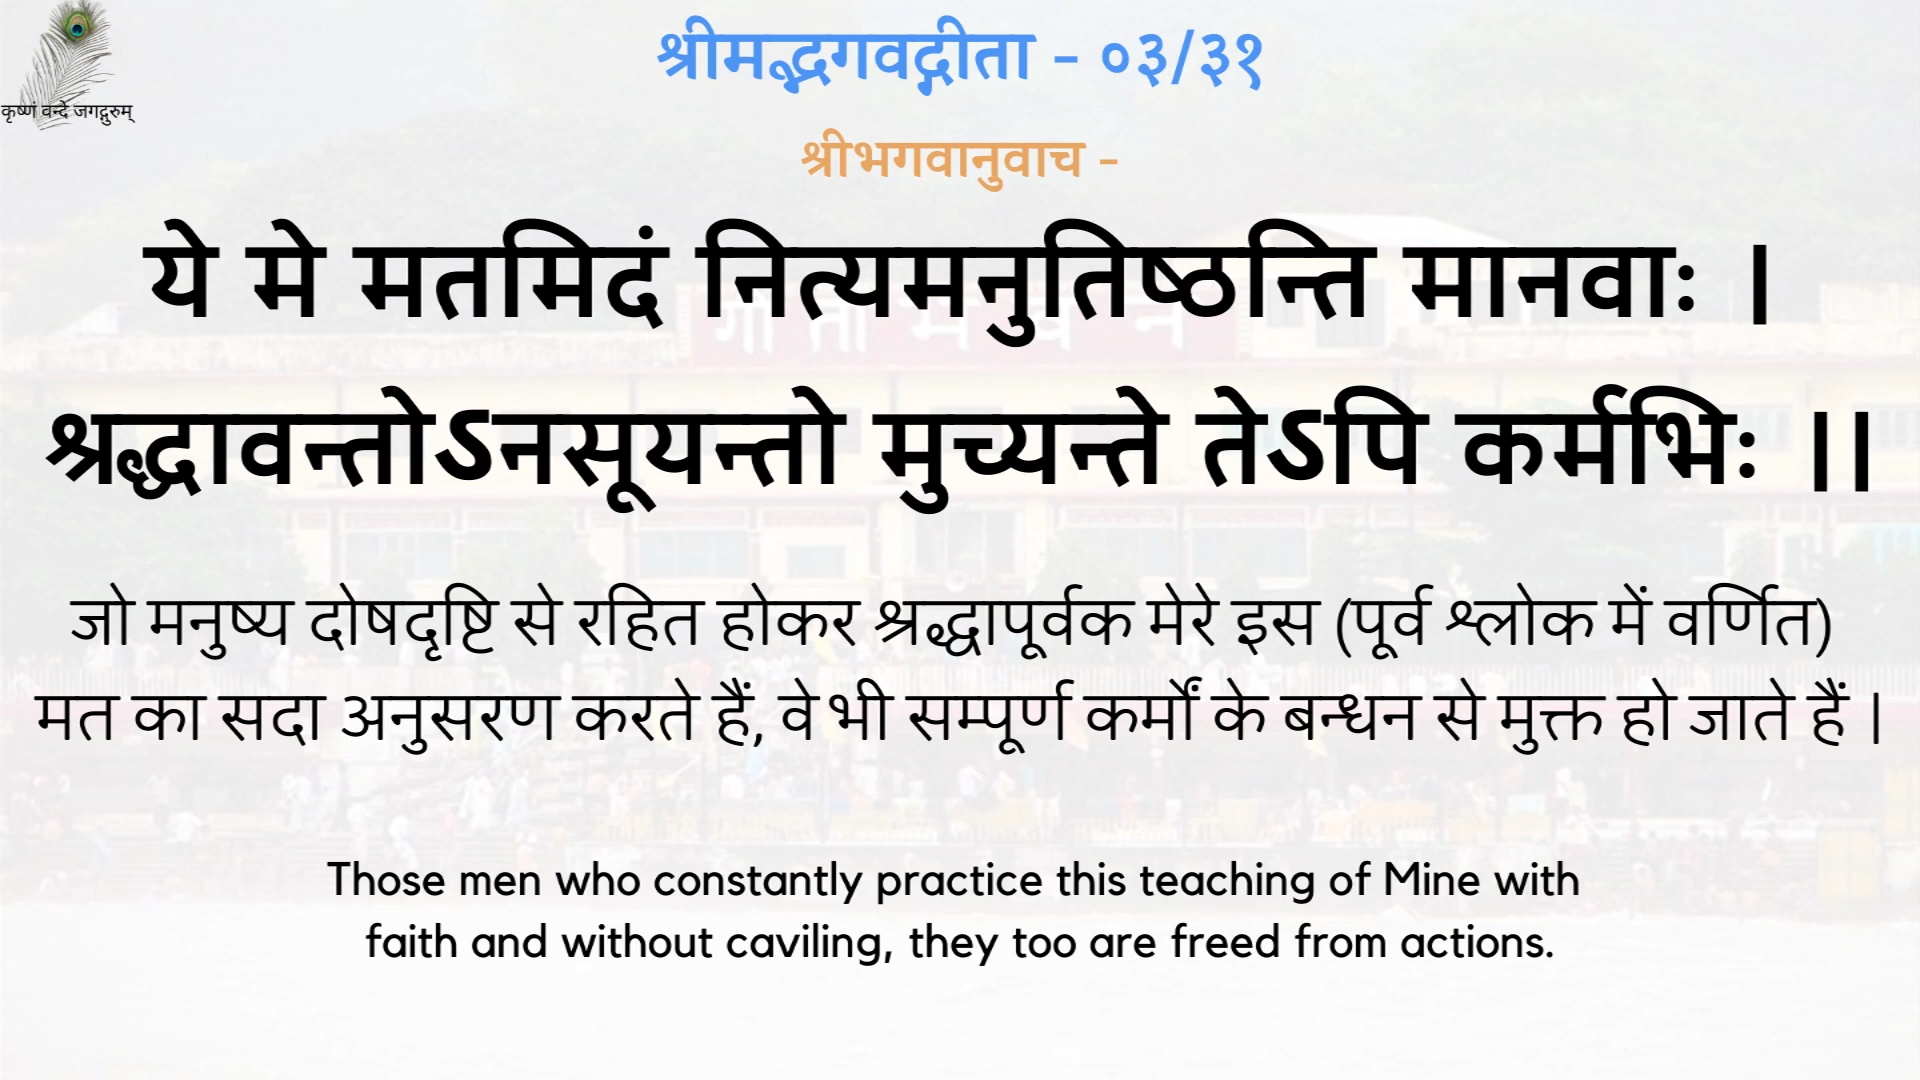 कृष्णं वन्दे जगद्गुरुम्
श्रीमद्भगवद्गीता - ०३/३१
श्रीभगवानुवाच -
ये मे मतमिदं नित्यमनुतिष्ठन्ति मानवाः ।
श्रद्धावन्तोऽनसूयन्तो मुच्यन्ते तेऽपि कर्मभिः ।।
जो मनुष्य दोषदृष्टि से रहित होकर श्रद्धापूर्वक मेरे इस (पूर्व श्लोक में वर्णित)
मत का सदा अनुसरण करते हैं, वे भी सम्पूर्ण कर्मों के बन्धन से मुक्त हो जाते हैं ।
Those men who constantly practice this teaching of Mine with
faith and without caviling, they too are freed from actions.